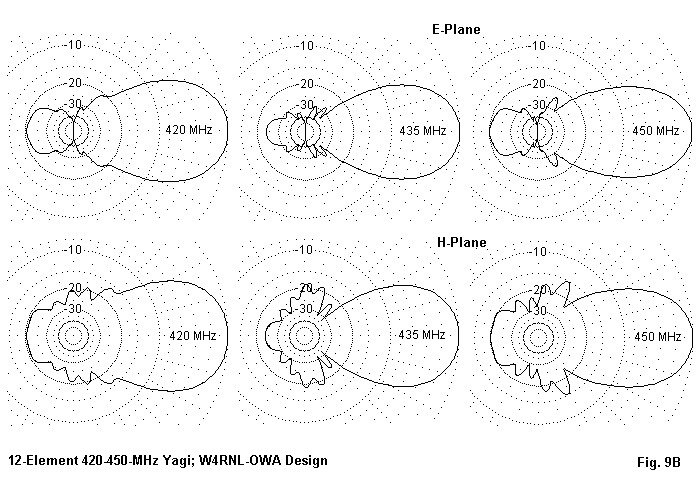 E-Plane
-10
-20
-30
420 MHz
-10
-20
-30
435 MHz
-10
-20
-30
450 MHz
H-Plane
-10
-20
-30
420 MHz
-10
-20
-30
435 MHz
-10
-20
-30
450 MHz
12-Element 420-450-MHz Yagi; W4RNL-OWA Design
Fig. 9B